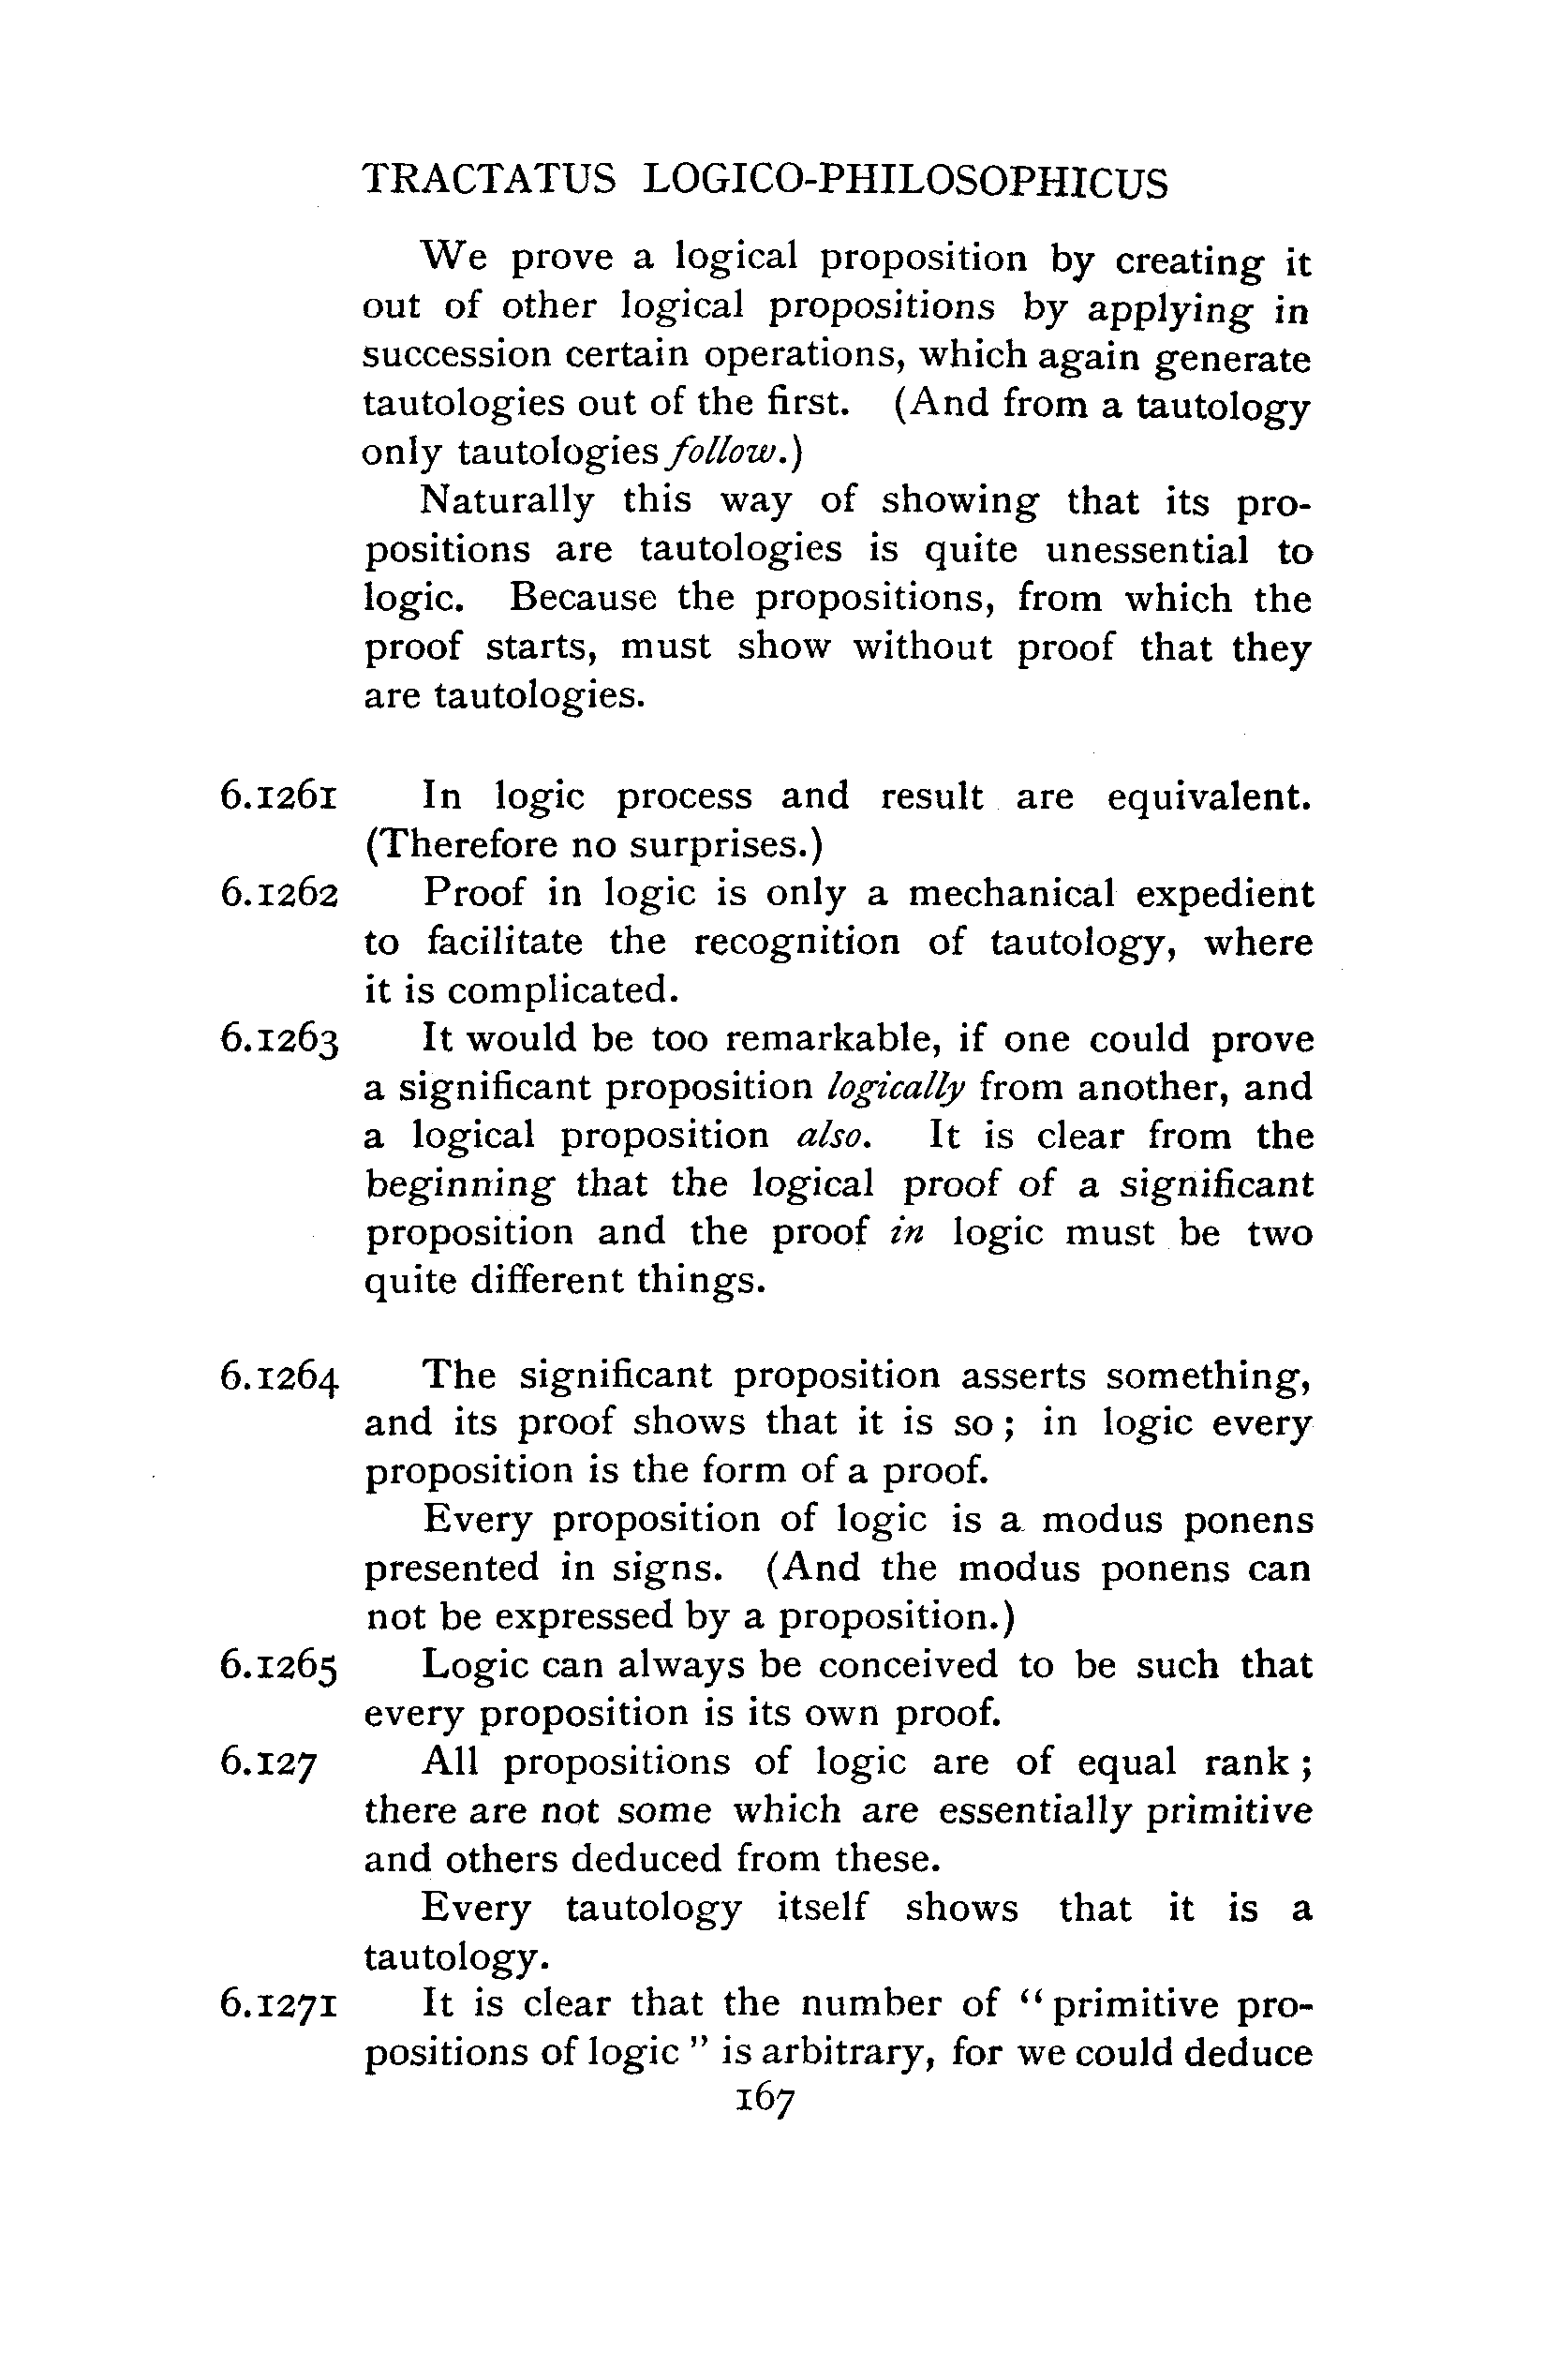 TRACTATUS LOGICO-PHILOSOPHICUS
We prove a logical proposition by creating it
out of other logical propositions by applying in
succession certain operations, which again generate
tautologies out of the first. (And from a tautology
only tautologies follow.)
Naturally this way of showing that its pro-
positions are tautologies is quite unessential to
logic. Because the propositions, from which the
proof starts, must show without proof that they
are tautologies.
6.1261 In logic process and result are equivalent.
(Therefore no surprises.)
6.1262 Proof in logic is only a mechanical expedient
to facilitate the recognition of tautology, where
it is complicated.
6.1263 It would be too remarkable, if one could prove
a significant proposition logically from another, and
a logical proposition also. It is clear from the
beginning that the logical proof of a significant
proposition and the proof in logic must be two
quite different things.
6.1264 The significant proposition asserts something,
and its proof shows that it is so; in logic every
proposition is the form of a proof.
Every proposition of logic is a modus ponens
presented in signs. (And the modus ponens can
not be expressed by a proposition.)
6.1265 Logic can always be conceived to be such that
every proposition is its own proof.
6.127 All propositions of logic are of equal rank;
there are not some which are essentially primitive
and others deduced from these.
Every tautology itself shows that it is a
tautology.
6.1271 It is clear that the number of "primitive pro-
positions of logic" is arbitrary, for we could deduce
167